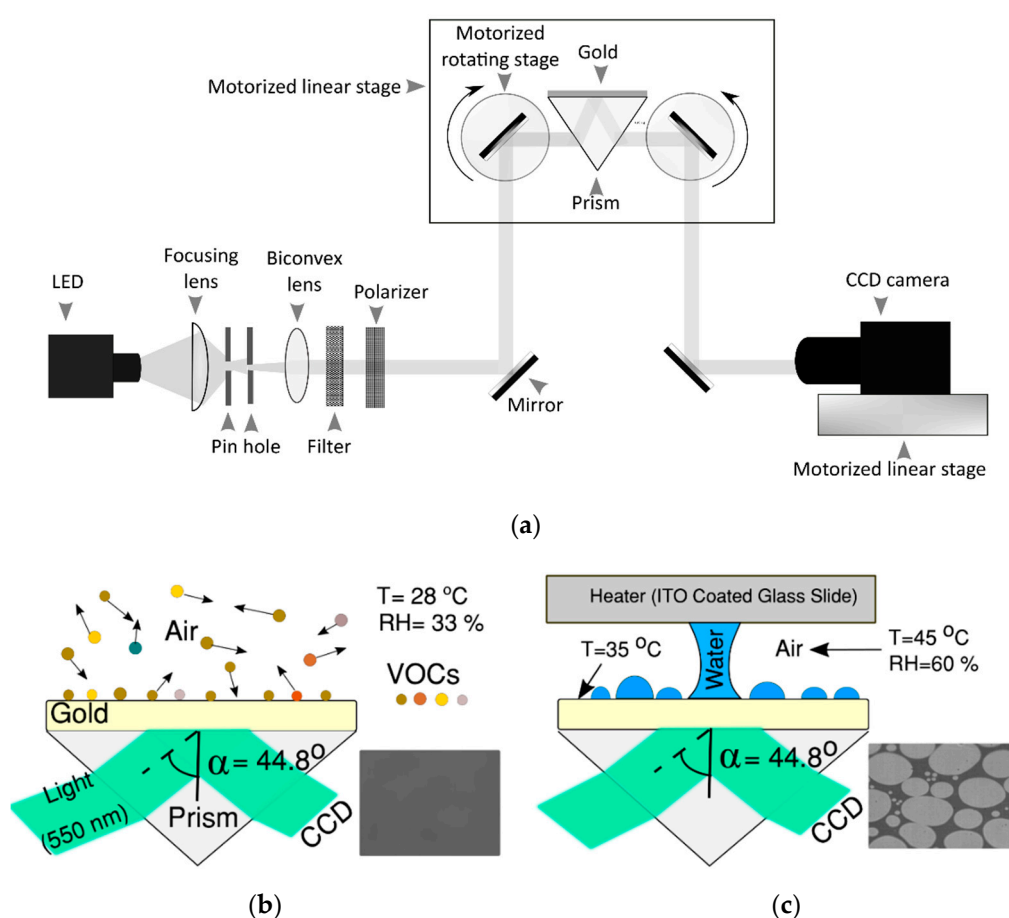 Motorized
rotating stage
Gold
Motorized linear stage
Prism
Focusing
lens
Biconvex
lens
LED
Polarizer
CCD camera
Pin hole
Filter
Mirror
Motorized linear stage
(a)
T= 28 °C
RH= 33 %
Air
VOCs
Gold
α= 44.8°
Light
(550 nm)
Prism
CCD
(b)
Heater (ITO Coated Glass Slide)
T=35 °C
Water
Air
T=45 °C
RH=60 %
α= 44.8°
CCD
(c)